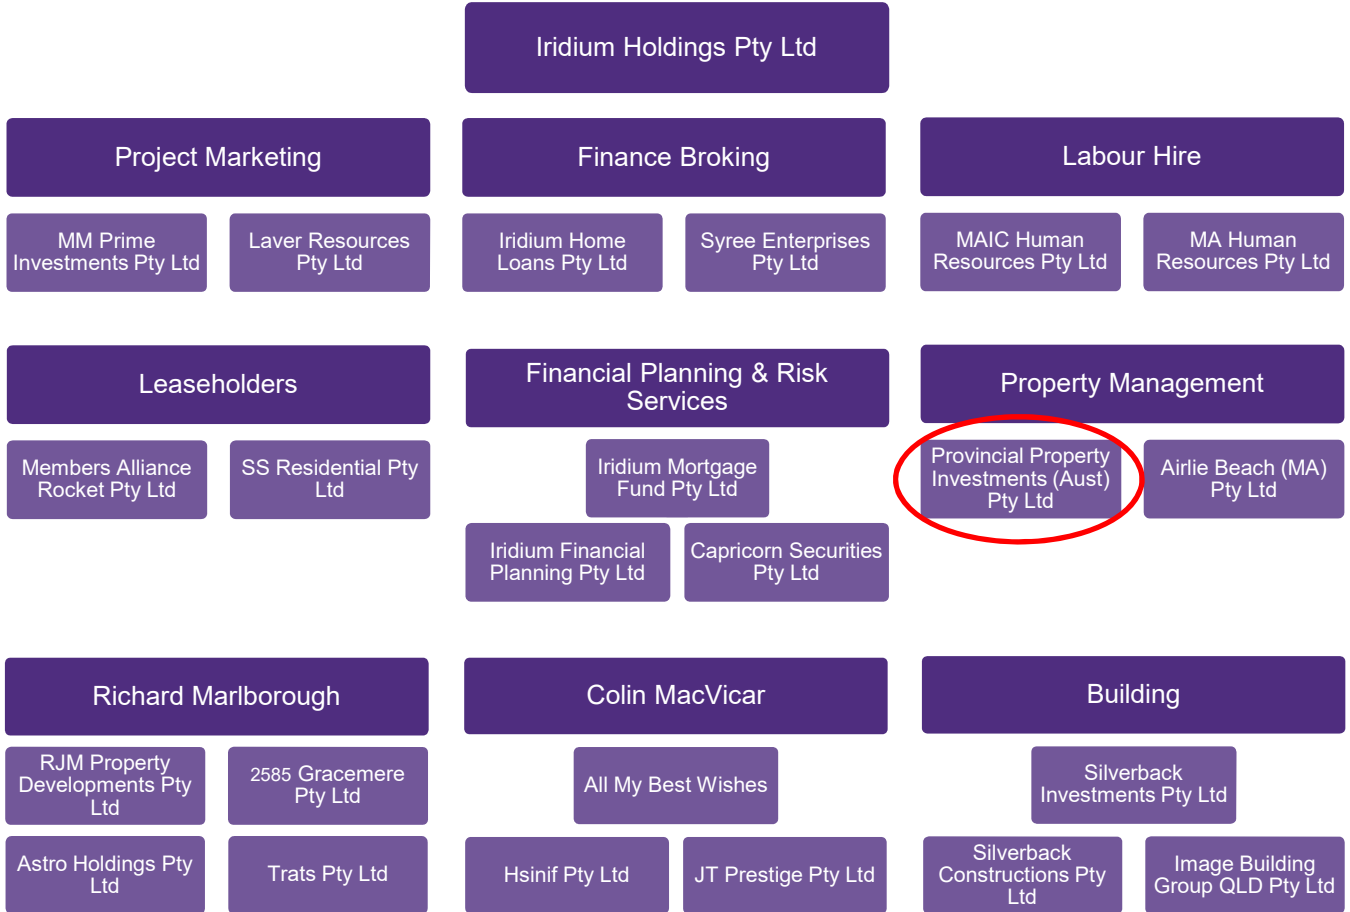 Iridium Holdings Pty Ltd
Project Marketing
Finance Broking
Labour Hire
MM Prime
Investments Pty Ltd
Laver Resources
Pty Ltd
Iridium Home
Loans Pty Ltd
Syree Enterprises
Pty Ltd
MAIC Human
Resources Pty Ltd
MA Human
Resources Pty Ltd
Leaseholders
Financial Planning & Risk
Services
Property Management
Members Alliance
Rocket Pty Ltd
SS Residential Pty
Ltd
Iridium Mortgage
Fund Pty Ltd
Iridium Financial
Planning Pty Ltd
Capricorn Securities
Pty Ltd
Provincial Property
Investments (Aust)
Pty Ltd
Airlie Beach (MA)
Pty Ltd
Richard Marlborough
Colin MacVicar
Building
RJM Property
Developments Pty
Ltd
2585 Gracemere
Pty Ltd
Astro Holdings Pty
Ltd
Trats Pty Ltd
All My Best Wishes
Hsinif Pty Ltd
JT Prestige Pty Ltd
Silverback
Investments Pty Ltd
Silverback
Constructions Pty
Ltd
Image Building
Group QLD Pty Ltd